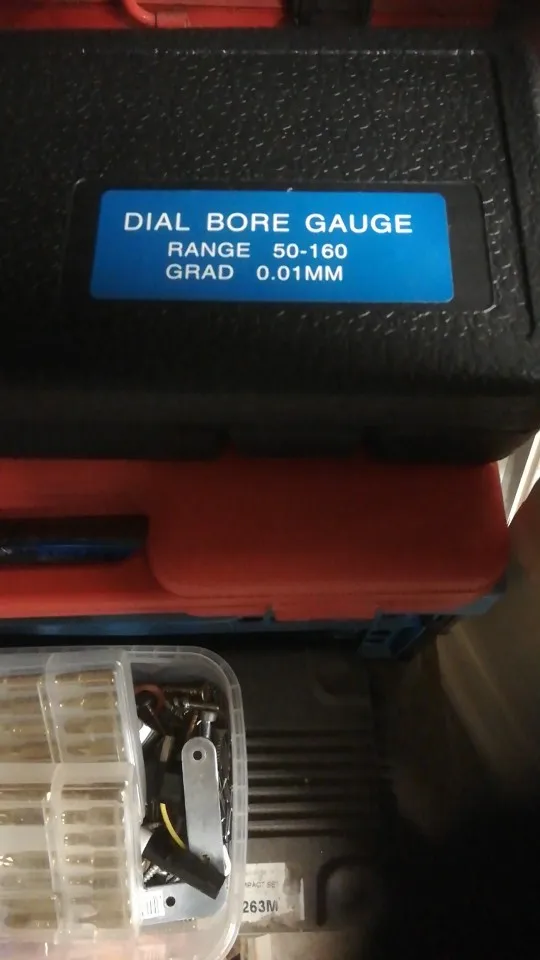 DIAL BORE GAUGE
RANGE 50-160
GRAD 0.01MM
263M